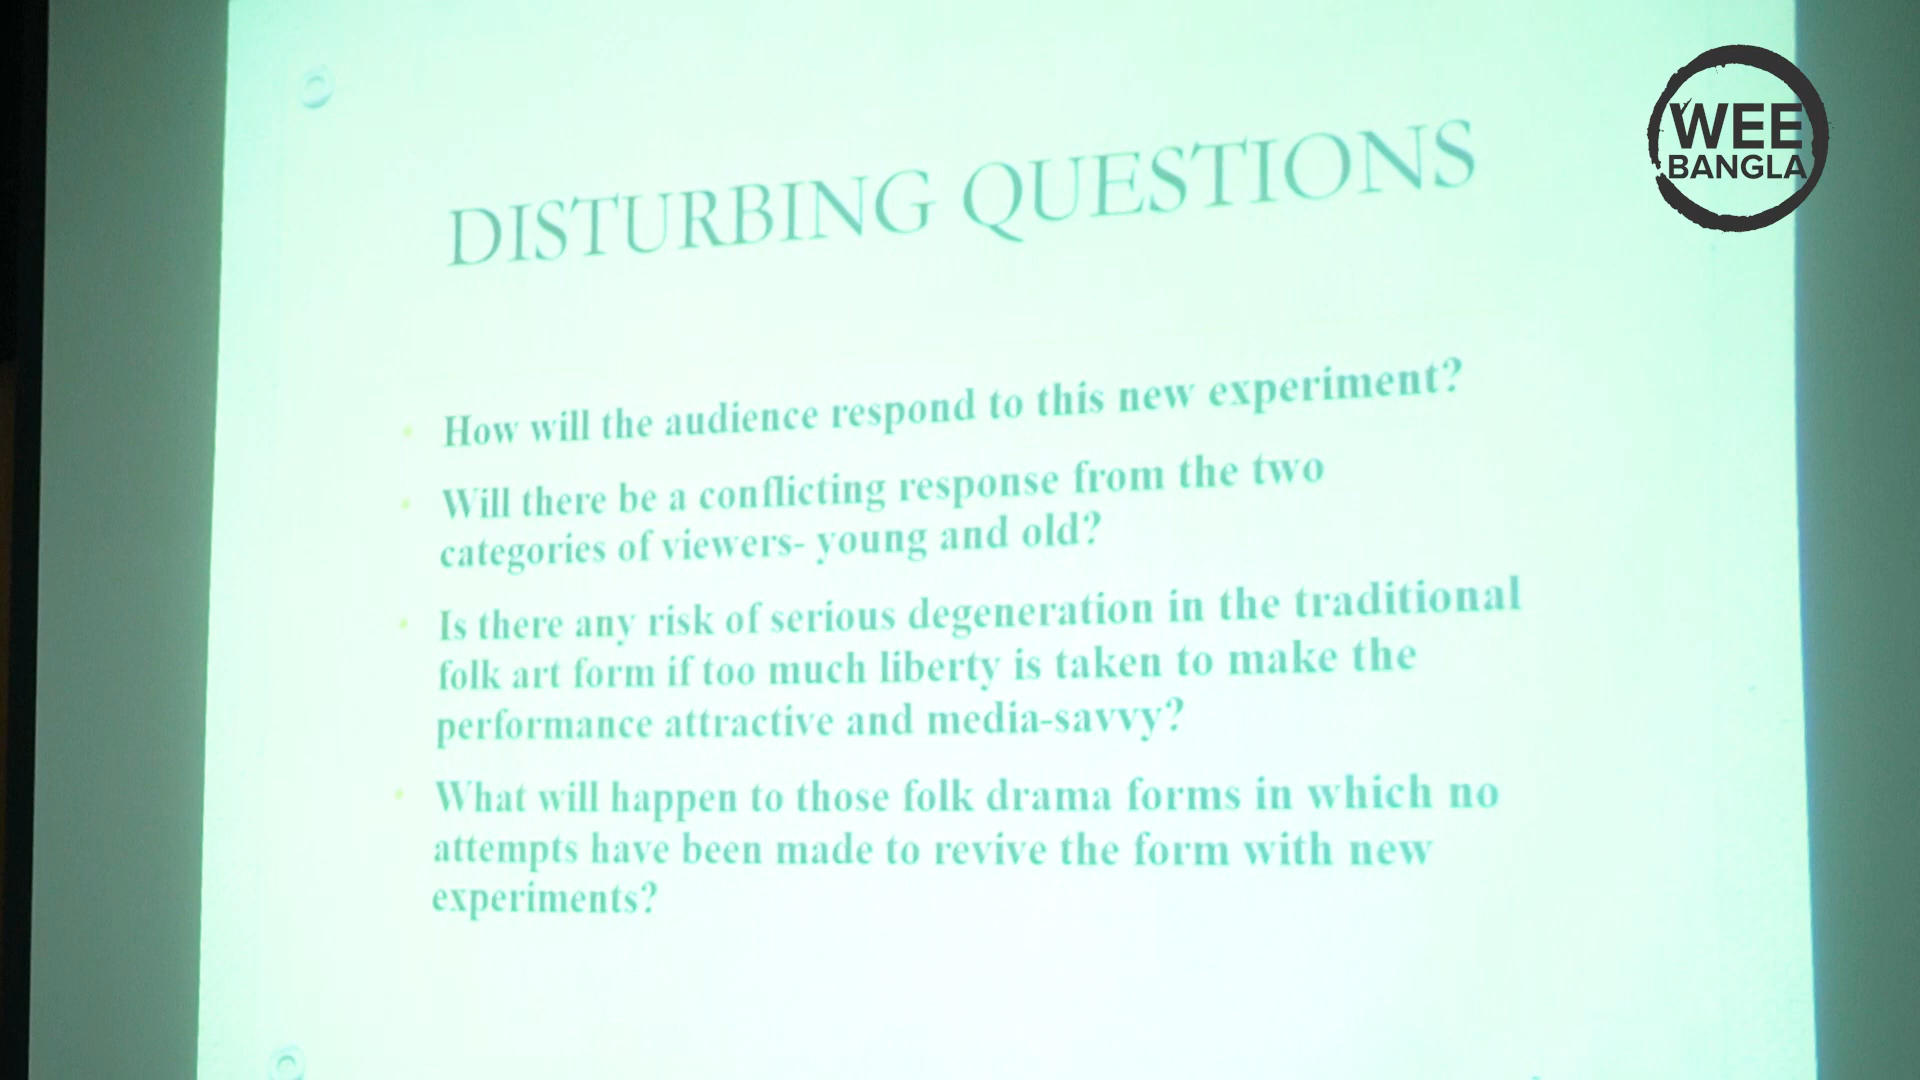 WEE
BANGLA
DISTURBING QUESTIONS
How will the audience respond to this new experiment?
Will there be a conflicting response from the two
categories of viewers- young and old?
Is there any risk of serious degeneration in the traditional
folk art form if too much liberty is taken to make the
performance attractive and media-savvy?
What will happen to those folk drama forms in which no
attempts have been made to revive the form with new
experiments?